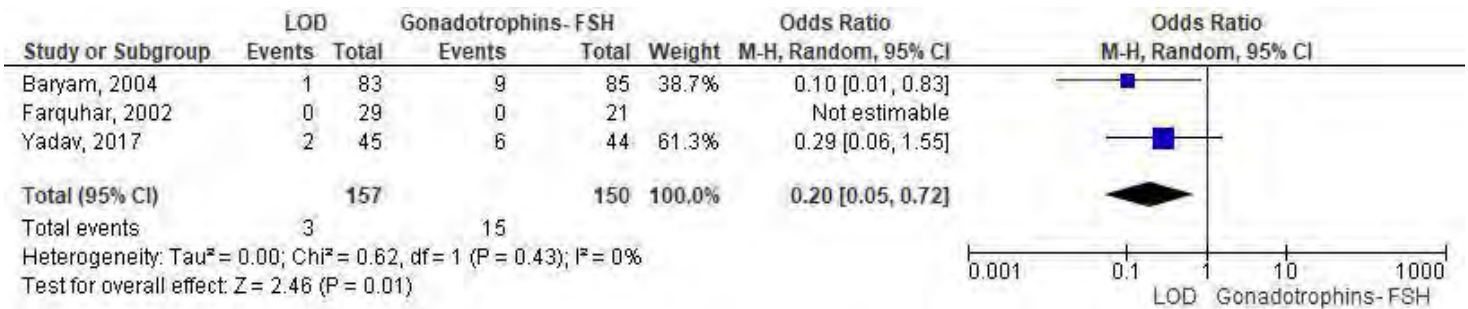 LOD Gonadotrophins- FSH Odds Ratio Odds Ratio
Study or Subgroup Events Total Events Total Weight M-H, Random, 95% CI M-H, Random, 95% CI
Baryam, 2004 1 83 9 85 38.7% 0.10 [0.01, 0.83]
Farquhar, 2002 0 29 0 21 Not estimable
Yadav, 2017 2 45 6 44 61.3% 0.29 [0.06, 1.55]
Total (95% CI) 157 150 100.0% 0.20 [0.05, 0.72]
Total events 3 15
Heterogeneity: Tau² = 0.00; Chi² = 0.62, df = 1 (P = 0.43); I² = 0%
Test for overall effect: Z = 2.46 (P = 0.01)
0.001 0.1 1 10 1000
LOD Gonadotrophins- FSH